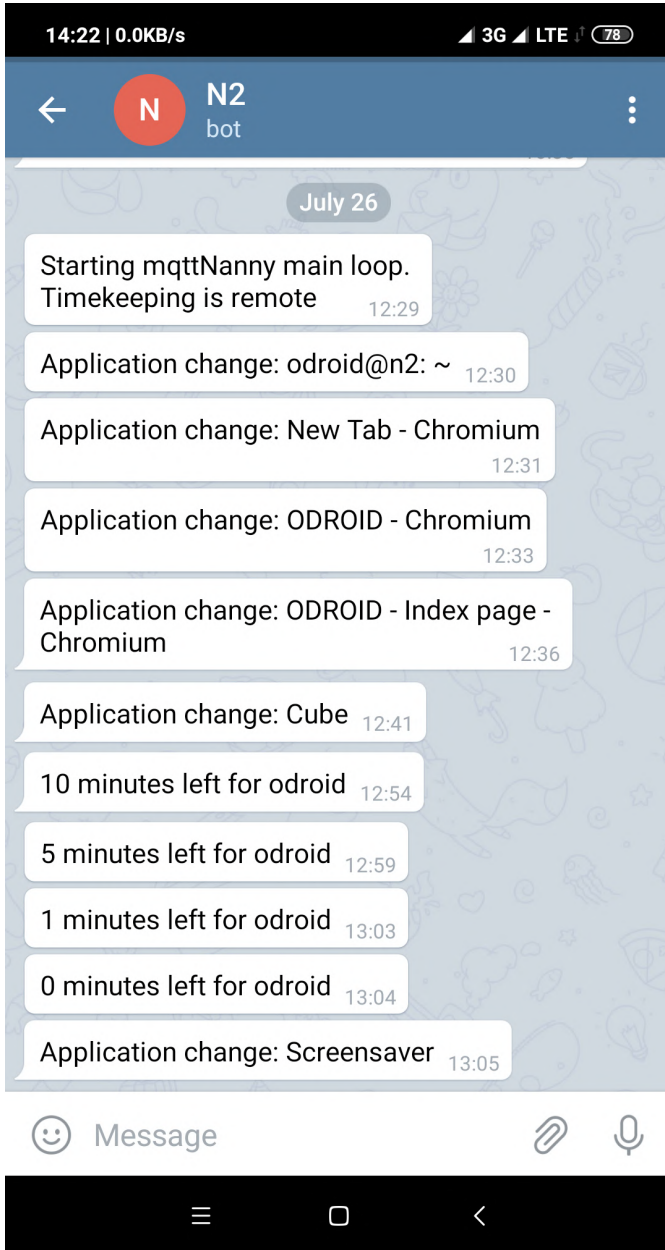 14:22 | 0.0KB/s 3G LTE 78
N N2
bot
July 26
Starting mqttNanny main loop.
Timekeeping is remote 12:29
Application change: odroid@n2: ~ 12:30
Application change: New Tab - Chromium
12:31
Application change: ODROID - Chromium
12:33
Application change: ODROID - Index page -
Chromium 12:36
Application change: Cube 12:41
10 minutes left for odroid 12:54
5 minutes left for odroid 12:59
1 minutes left for odroid 13:03
0 minutes left for odroid 13:04
Application change: Screensaver 13:05
Message